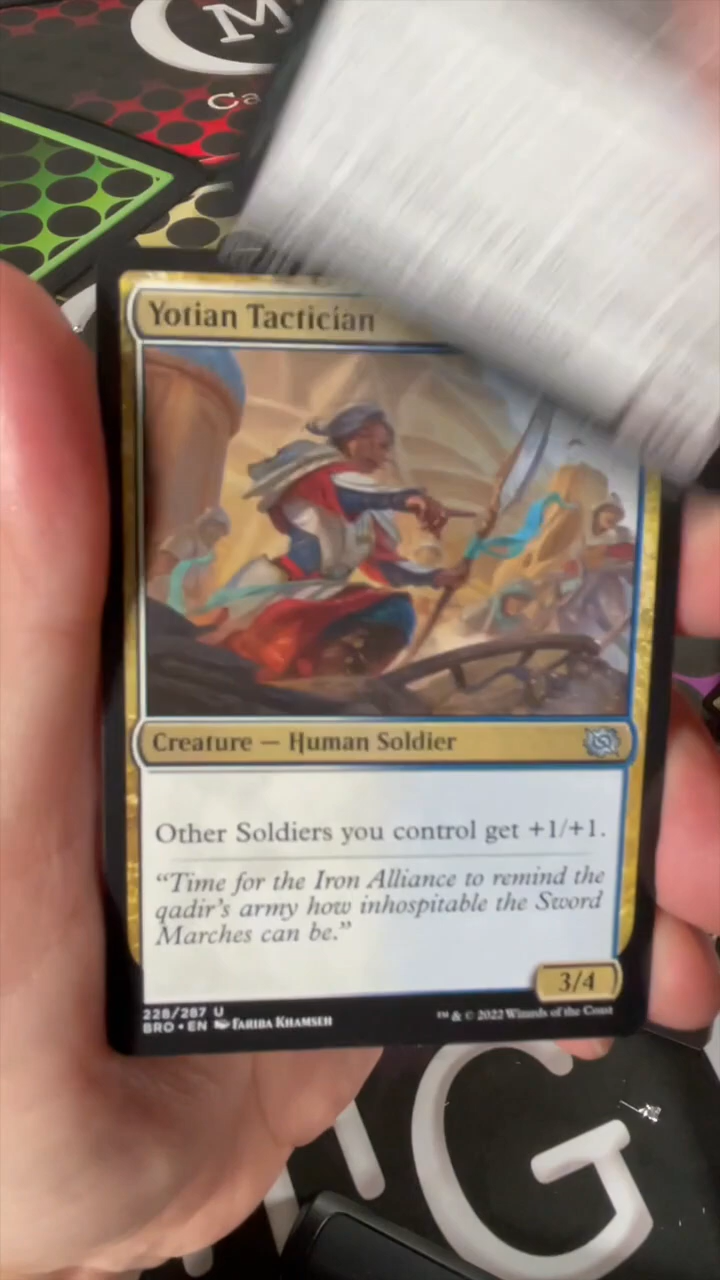 M
Ca
Yotian Tactician
Creature — Human Soldier
Other Soldiers you control get +1/+1.
“Time for the Iron Alliance to remind the
qadir’s army how inhospitable the Sword
Marches can be.”
3/4
228/287 U
BRO • EN FARIBA KHAMSEH
™ & © 2022 Wizards of the Coast
G